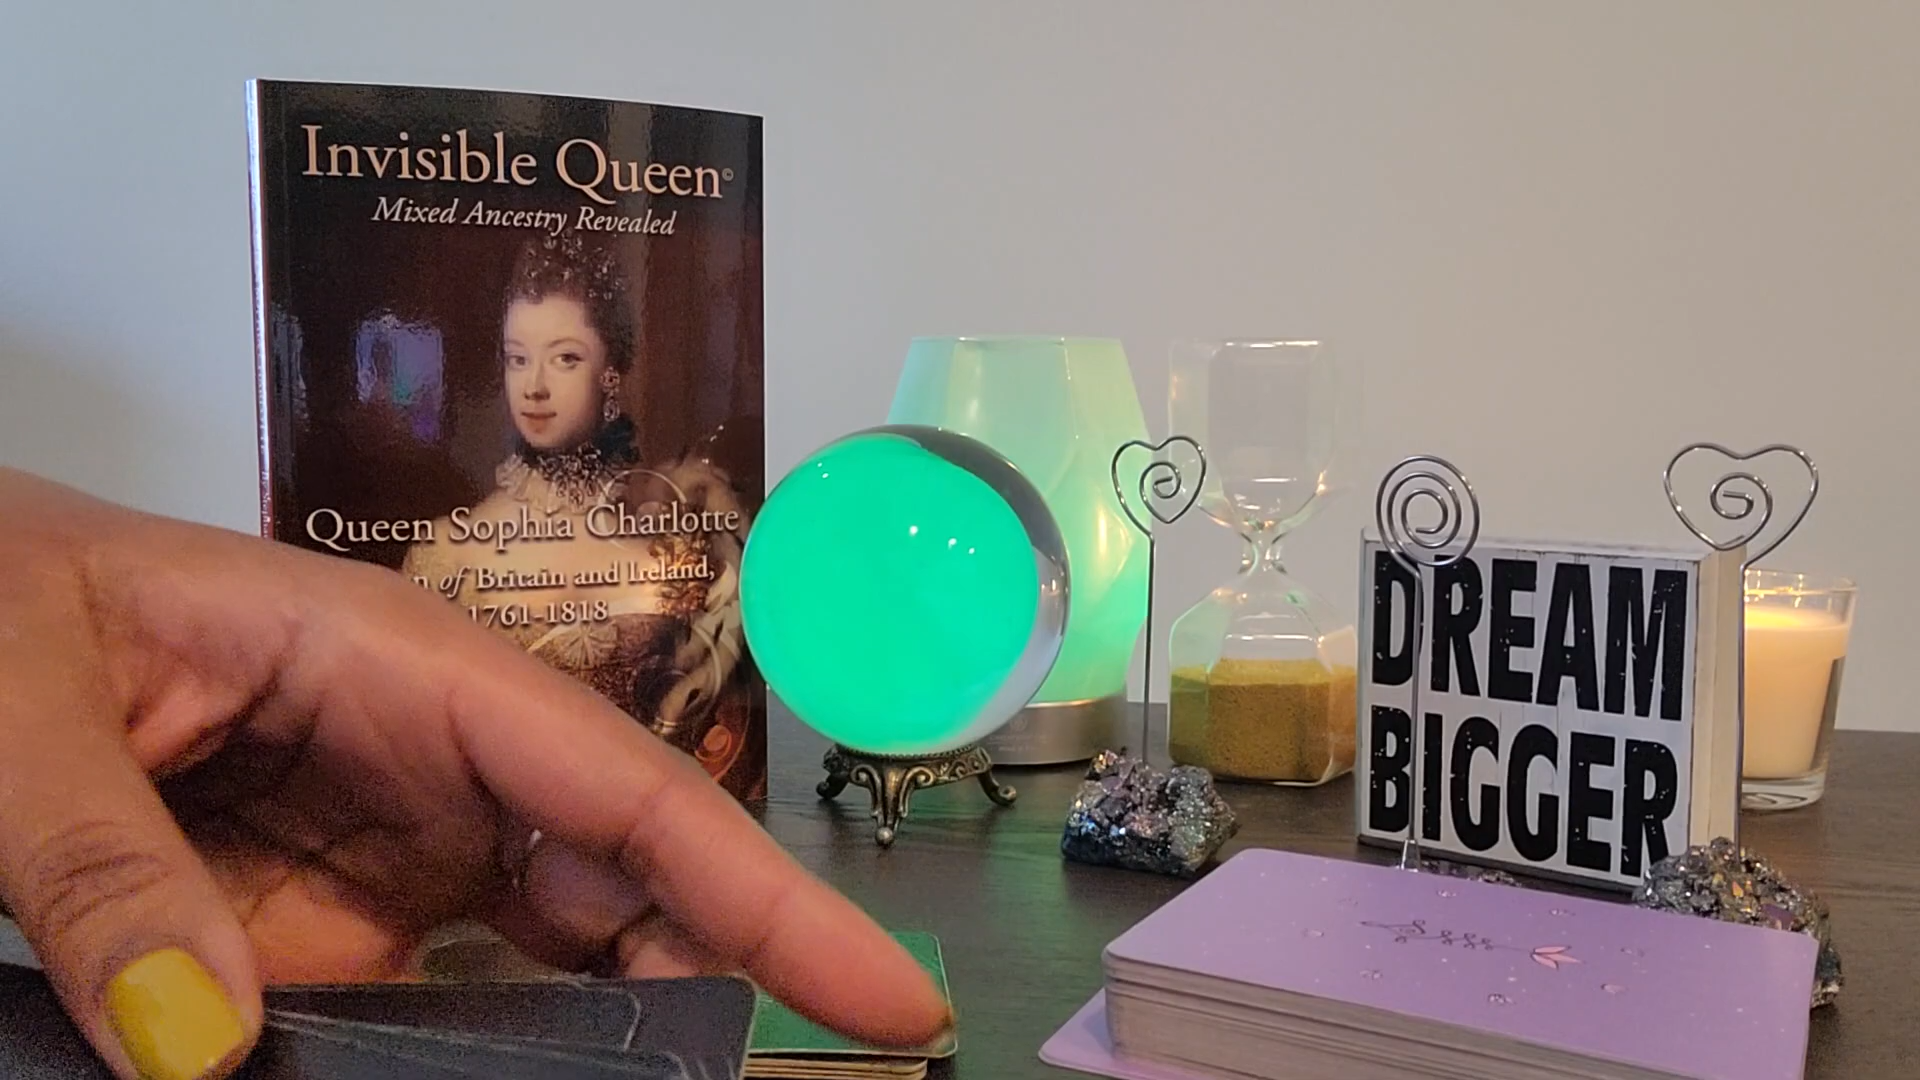 Invisible Queen©
Mixed Ancestry Revealed
Queen Sophia Charlotte
of Britain and Ireland,
1761-1818
DREAM
BIGGER